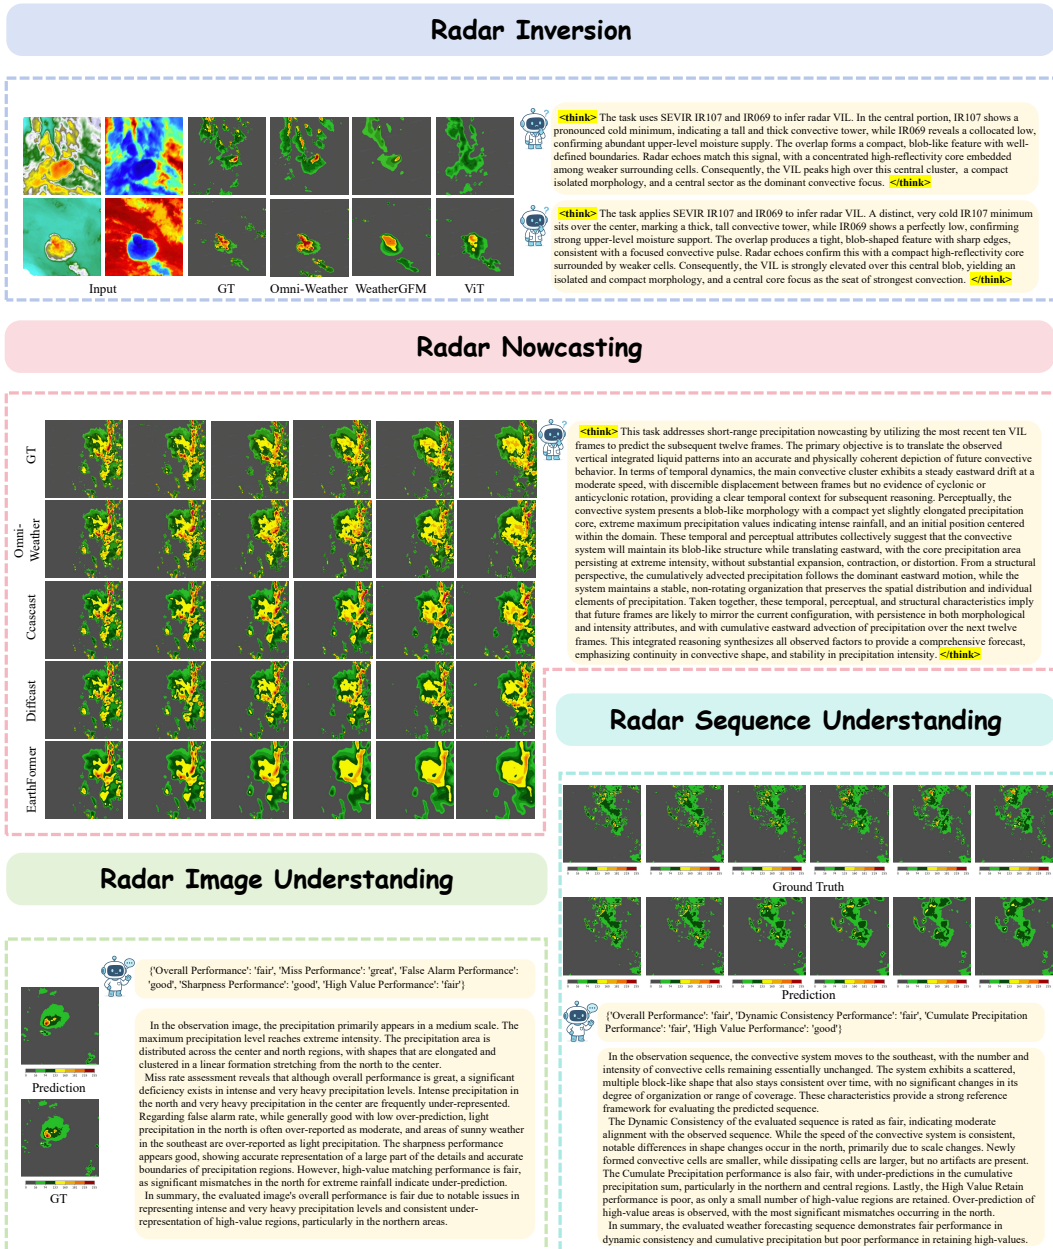 Radar Inversion
<think> The task uses SEVIR IR107 and IR069 to infer radar VIL. In the central portion, IR107 shows a
pronounced cold minimum, indicating a tall and thick convective tower, while IR069 reveals a collocated low,
confirming abundant upper-level moisture supply. The overlap forms a compact, blob-like feature with well-
defined boundaries. Radar echoes match this signal, with a concentrated high-reflectivity core embedded
among weaker surrounding cells. Consequently, the VIL peaks high over this central cluster, a compact
isolated morphology, and a central sector as the dominant convective focus. </think>
<think> The task applies SEVIR IR107 and IR069 to infer radar VIL. A distinct, very cold IR107 minimum
sits over the center, marking a thick, tall convective tower, while IR069 shows a perfectly low, confirming
strong upper-level moisture support. The overlap produces a tight, blob-shaped feature with sharp edges,
consistent with a focused convective pulse. Radar echoes confirm this with a compact high-reflectivity core
surrounded by weaker cells. Consequently, the VIL is strongly elevated over this central blob, yielding an
isolated and compact morphology, and a central core focus as the seat of strongest convection. </think>
Input GT Omni-Weather WeatherGFM ViT
Radar Nowcasting
GT
Omni-
Weather
Ccascast
Diffcast
EarthFormer
<think> This task addresses short-range precipitation nowcasting by utilizing the most recent ten VIL
frames to predict the subsequent twelve frames. The primary objective is to translate the observed
vertical integrated liquid patterns into an accurate and physically coherent depiction of future convective
behavior. In terms of temporal dynamics, the main convective cluster exhibits a steady eastward drift at a
moderate speed, with discernible displacement between frames but no evidence of cyclonic or
anticyclonic rotation, providing a clear temporal context for subsequent reasoning. Perceptually, the
convective system presents a blob-like morphology with a compact yet slightly elongated precipitation
core, extreme maximum precipitation values indicating intense rainfall, and an initial position centered
within the domain. These temporal and perceptual attributes collectively suggest that the convective
system will maintain its blob-like structure while translating eastward, with the core precipitation area
persisting at extreme intensity, without substantial expansion, contraction, or distortion. From a structural
perspective, the cumulatively advected precipitation follows the dominant eastward motion, while the
system maintains a stable, non-rotating organization that preserves the spatial distribution and individual
elements of precipitation. Taken together, these temporal, perceptual, and structural characteristics imply
that future frames are likely to mirror the current configuration, with persistence in both morphological
and intensity attributes, and with cumulative eastward advection of precipitation over the next twelve
frames. This integrated reasoning synthesizes all observed factors to provide a comprehensive forecast,
emphasizing continuity in convective shape, and stability in precipitation intensity. </think>
Radar Sequence Understanding
Ground Truth
Prediction
{'Overall Performance': 'fair', 'Dynamic Consistency Performance': 'fair', 'Cumulate Precipitation
Performance': 'fair', 'High Value Performance': 'good'}
In the observation sequence, the convective system moves to the southeast, with the number and
intensity of convective cells remaining essentially unchanged. The system exhibits a scattered,
multiple block-like shape that also stays consistent over time, with no significant changes in its
degree of organization or range of coverage. These characteristics provide a strong reference
framework for evaluating the predicted sequence.
The Dynamic Consistency of the evaluated sequence is rated as fair, indicating moderate
alignment with the observed sequence. While the speed of the convective system is consistent,
notable differences in shape changes occur in the north, primarily due to scale changes. Newly
formed convective cells are smaller, while dissipating cells are larger, but no artifacts are present.
The Cumulate Precipitation performance is also fair, with under-predictions in the cumulative
precipitation sum, particularly in the northern and central regions. Lastly, the High Value Retain
performance is poor, as only a small number of high-value regions are retained. Over-prediction of
high-value areas is observed, with the most significant mismatches occurring in the north.
In summary, the evaluated weather forecasting sequence demonstrates fair performance in
dynamic consistency and cumulative precipitation but poor performance in retaining high-values.
Radar Image Understanding
Prediction
GT
{'Overall Performance': 'fair', 'Miss Performance': 'great', 'False Alarm Performance':
'good', 'Sharpness Performance': 'good', 'High Value Performance': 'fair'}
In the observation image, the precipitation primarily appears in a medium scale. The
maximum precipitation level reaches extreme intensity. The precipitation area is
distributed across the center and north regions, with shapes that are elongated and
clustered in a linear formation stretching from the north to the center.
Miss rate assessment reveals that although overall performance is great, a significant
deficiency exists in intense and very heavy precipitation levels. Intense precipitation in
the north and very heavy precipitation in the center are frequently under-represented.
Regarding false alarm rate, while generally good with low over-prediction, light
precipitation in the north is often over-reported as moderate, and areas of sunny weather
in the southeast are over-reported as light precipitation. The sharpness performance
appears good, showing accurate representation of a large part of the details and accurate
boundaries of precipitation regions. However, high-value matching performance is fair,
as significant mismatches in the north for extreme rainfall indicate under-prediction.
In summary, the evaluated image's overall performance is fair due to notable issues in
representing intense and very heavy precipitation levels and consistent under-
representation of high-value regions, particularly in the northern areas.